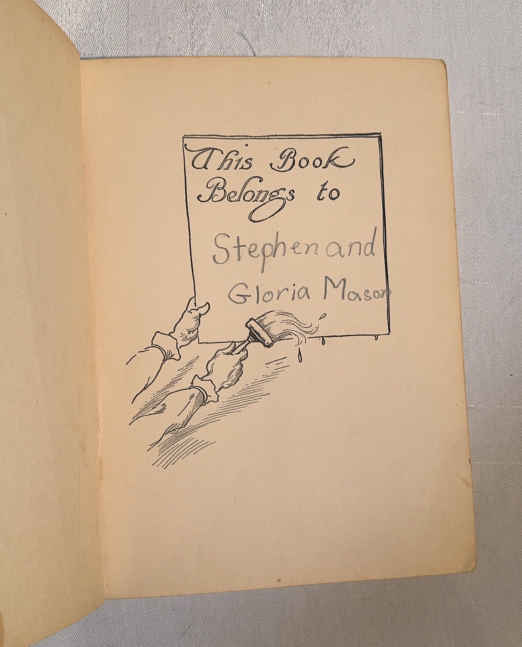 This Book
Belongs to
Stephen and
Gloria Mason